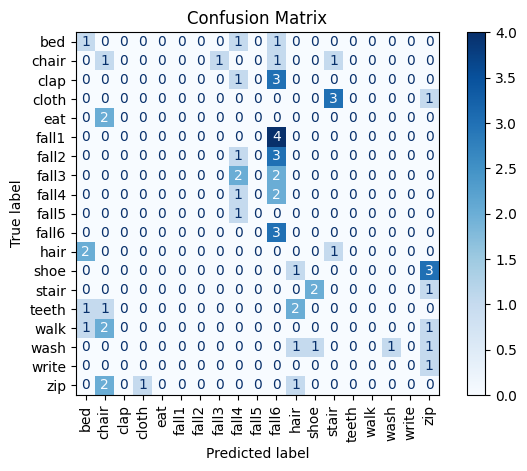 Confusion Matrix
bed 1 0 0 0 0 0 0 0 1 0 1 0 0 0 0 0 0 0 0
chair 0 1 0 0 0 0 0 1 0 0 1 0 0 1 0 0 0 0 0
clap 0 0 0 0 0 0 0 0 1 0 3 0 0 0 0 0 0 0 0
cloth 0 0 0 0 0 0 0 0 0 0 0 0 0 3 0 0 0 0 1
eat 0 2 0 0 0 0 0 0 0 0 0 0 0 0 0 0 0 0 0
fall1 0 0 0 0 0 0 0 0 0 0 4 0 0 0 0 0 0 0 0
fall2 0 0 0 0 0 0 0 0 1 0 3 0 0 0 0 0 0 0 0
fall3 0 0 0 0 0 0 0 0 2 0 2 0 0 0 0 0 0 0 0
fall4 0 0 0 0 0 0 0 0 1 0 2 0 0 0 0 0 0 0 0
fall5 0 0 0 0 0 0 0 0 1 0 0 0 0 0 0 0 0 0 0
fall6 0 0 0 0 0 0 0 0 0 0 3 0 0 0 0 0 0 0 0
hair 2 0 0 0 0 0 0 0 0 0 0 0 0 1 0 0 0 0 0
shoe 0 0 0 0 0 0 0 0 0 0 0 1 0 0 0 0 0 0 3
stair 0 0 0 0 0 0 0 0 0 0 0 0 2 0 0 0 0 0 1
teeth 1 1 0 0 0 0 0 0 0 0 0 2 0 0 0 0 0 0 0
walk 1 2 0 0 0 0 0 0 0 0 0 0 0 0 0 0 0 0 1
wash 0 0 0 0 0 0 0 0 0 0 0 1 1 0 0 0 1 0 1
write 0 0 0 0 0 0 0 0 0 0 0 0 0 0 0 0 0 0 1
zip 0 2 0 1 0 0 0 0 0 0 0 1 0 0 0 0 0 0 0
True label
bed chair clap cloth eat fall1 fall2 fall3 fall4 fall5 fall6 hair shoe stair teeth walk wash write zip
Predicted label
4.0
3.5
3.0
2.5
2.0
1.5
1.0
0.5
0.0